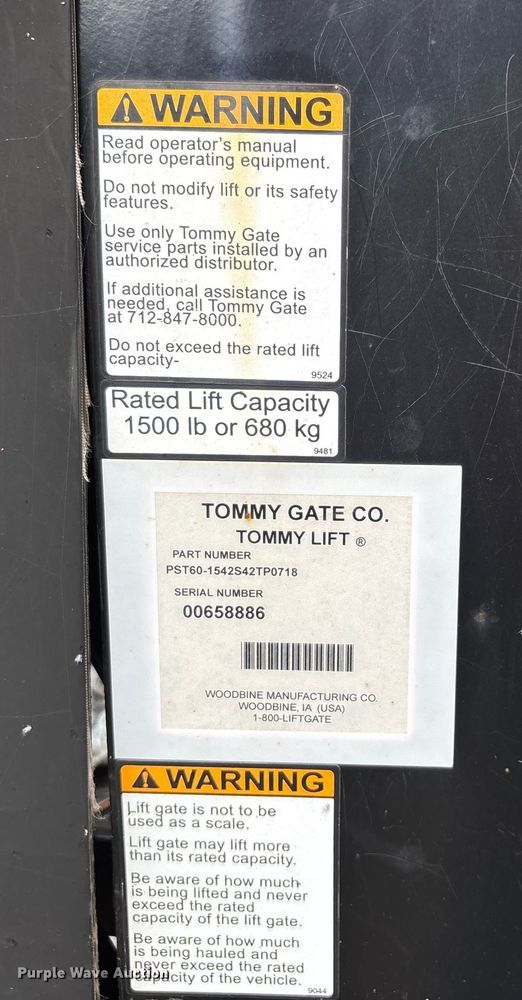 WARNING
Read operator's manual
before operating equipment.
Do not modify lift or its safety
features.
Use only Tommy Gate
service parts installed by an
authorized distributor.
If additional assistance is
needed, call Tommy Gate
at 712-847-8000.
Do not exceed the rated lift
capacity-
9524
Rated Lift Capacity
1500 lb or 680 kg
9481
TOMMY GATE CO.
TOMMY LIFT ®
PART NUMBER
PST60-1542S42TP0718
SERIAL NUMBER
00658886
WOODBINE MANUFACTURING CO.
WOODBINE, IA (USA)
1-800-LIFTGATE
WARNING
Lift gate is not to be
used as a scale.
Lift gate may lift more
than its rated capacity.
Be aware of how much
is being lifted and never
exceed the rated
capacity of the lift gate.
Be aware of how much
is being hauled and
never exceed the rated
capacity of the vehicle.
9044
Purple Wave Auction